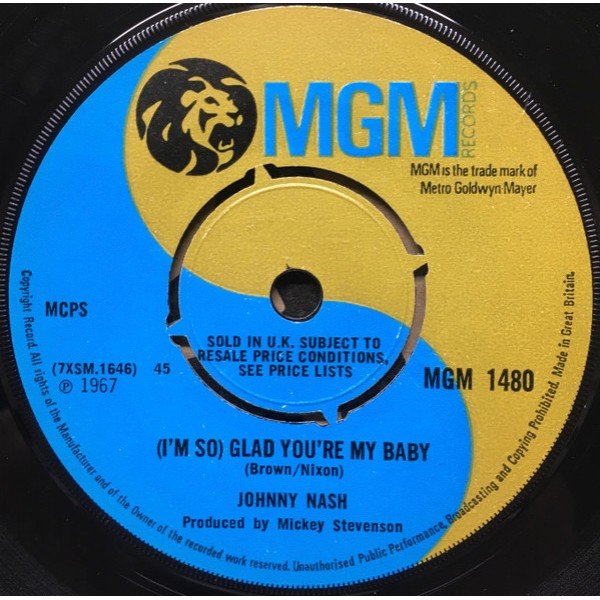 MGM
RECORDS
MGM is the trade mark of
Metro Goldwyn-Mayer
MCPS
SOLD IN U.K. SUBJECT TO
RESALE PRICE CONDITIONS,
SEE PRICE LISTS
(7XSM.1646) 45
℗ 1967
MGM 1480
(I'M SO) GLAD YOU'RE MY BABY
(Brown/Nixon)
JOHNNY NASH
Produced by Mickey Stevenson
Copyright Record. All rights of the Manufacturer and of the Owner of the recorded work reserved. Unauthorised Public Performance, Broadcasting and Copying Prohibited. Made in Great Britain.